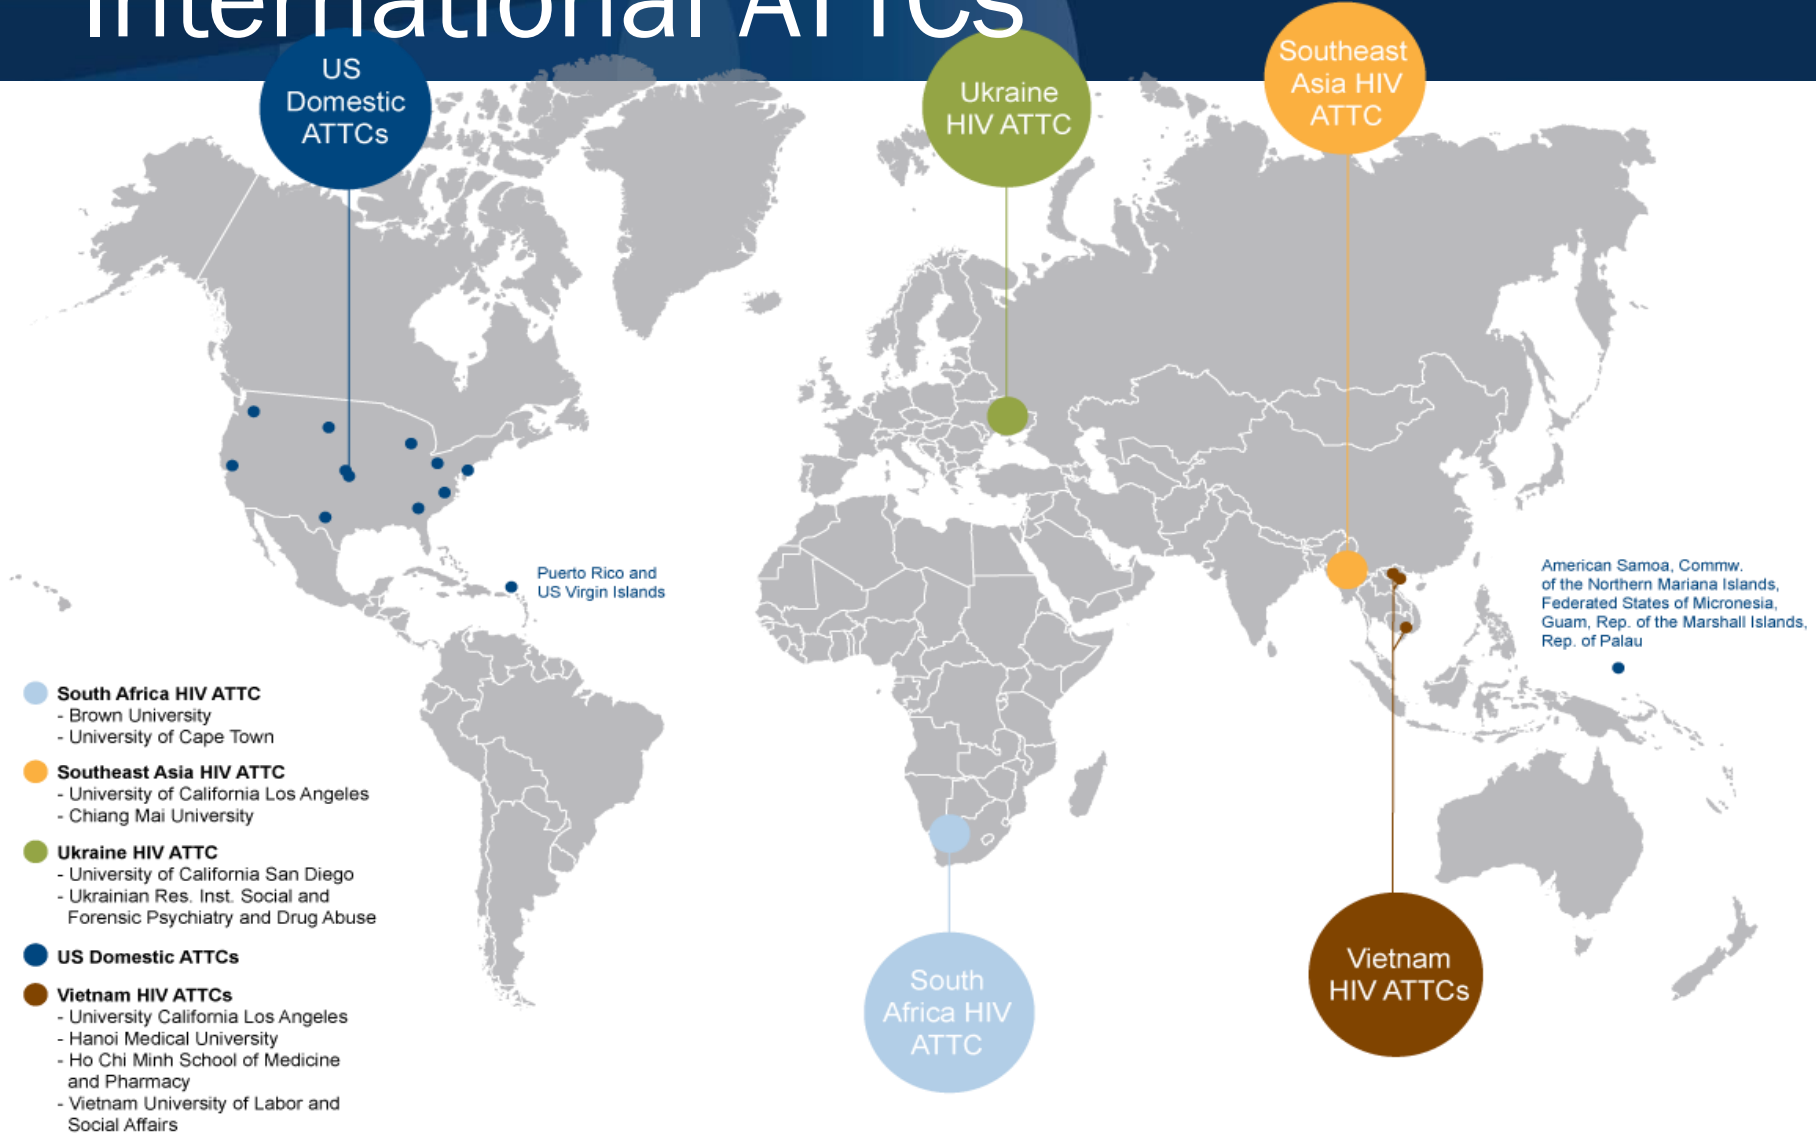 International ATTCs
US
Domestic
ATTCs
Ukraine
HIV ATTC
Southeast
Asia HIV
ATTC
Puerto Rico and
US Virgin Islands
American Samoa, Commw.
of the Northern Mariana Islands,
Federated States of Micronesia,
Guam, Rep. of the Marshall Islands,
Rep. of Palau
South Africa HIV ATTC
- Brown University
- University of Cape Town
Southeast Asia HIV ATTC
- University of California Los Angeles
- Chiang Mai University
Ukraine HIV ATTC
- University of California San Diego
- Ukrainian Res. Inst. Social and
Forensic Psychiatry and Drug Abuse
US Domestic ATTCs
Vietnam HIV ATTCs
- University California Los Angeles
- Hanoi Medical University
- Ho Chi Minh School of Medicine
and Pharmacy
- Vietnam University of Labor and
Social Affairs
South
Africa HIV
ATTC
Vietnam
HIV ATTCs